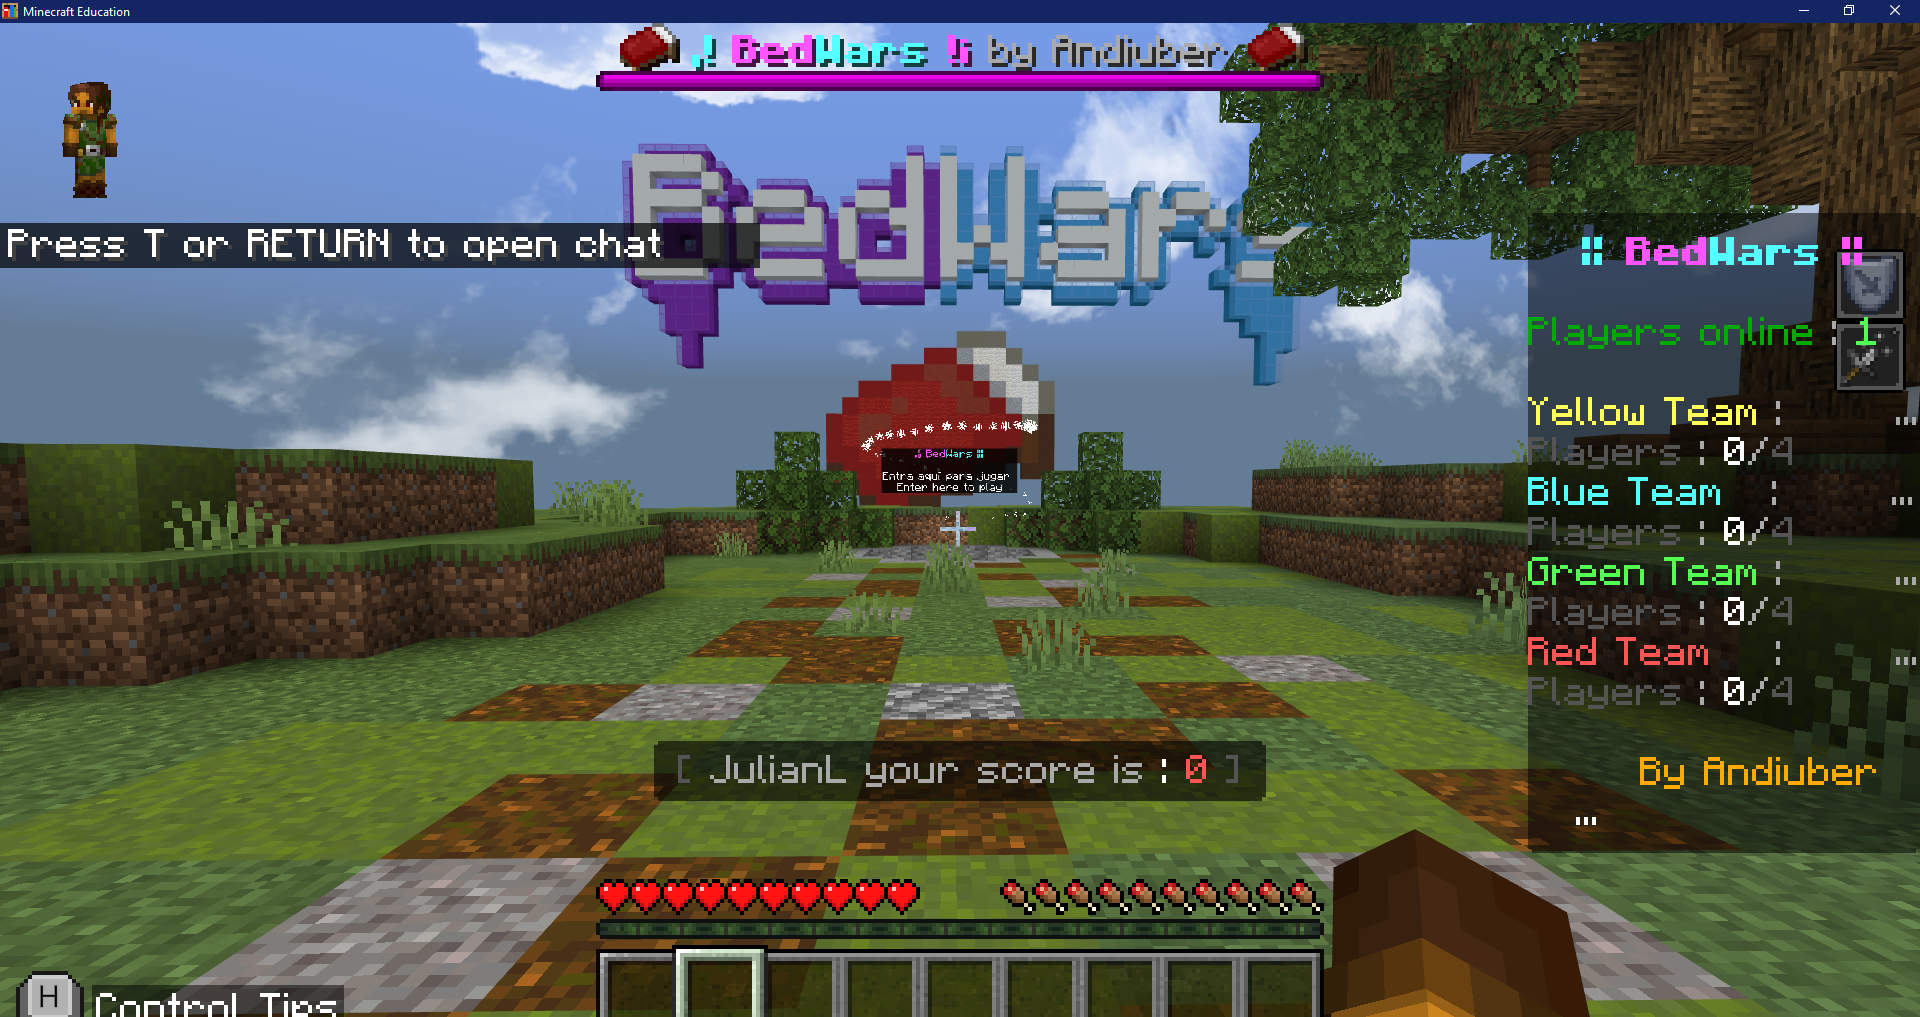 Minecraft Education
BedWars by Andiuber
Press T or RETURN to open chat
BedWars
BedWars
Players online : 1
Yellow Team : ...
Players : 0/4
Blue Team : ...
Players : 0/4
Green Team : ...
Players : 0/4
Red Team : ...
Players : 0/4
By Andiuber
...
BedWars
Entra aquí para jugar
Enter here to play
[ JulianL your score is : 0 ]
H
Control Tips